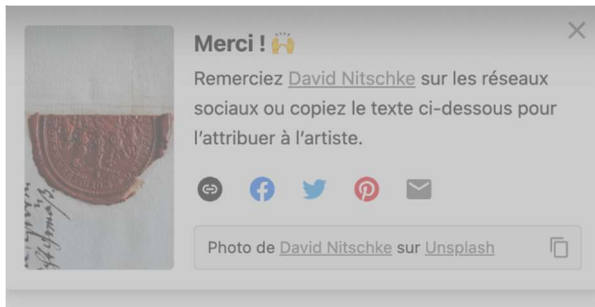 Merci ! 🙌
Remerciez David Nitschke sur les réseaux
sociaux ou copiez le texte ci-dessous pour
l'attribuer à l'artiste.
Photo de David Nitschke sur Unsplash